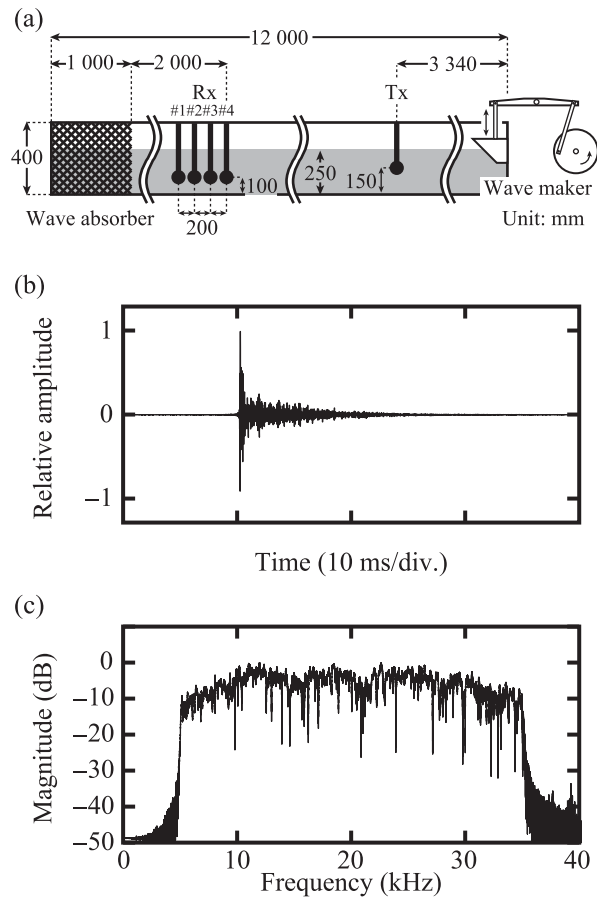 (a)
12 000
1 000
2 000
3 340
Rx
Tx
#1 #2 #3 #4
400
100
250
150
Wave maker
Wave absorber
200
Unit: mm
(b)
Relative amplitude
1
0
−1
Time (10 ms/div.)
(c)
Magnitude (dB)
0
−10
−20
−30
−40
−50
0
10
20
30
40
Frequency (kHz)